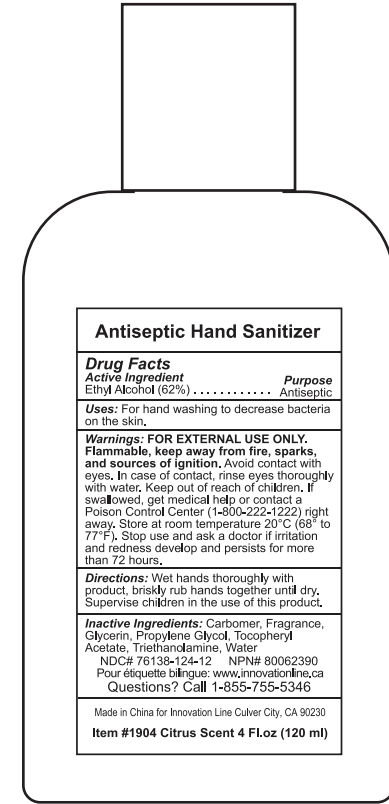 Antiseptic Hand Sanitizer
Drug Facts
Active Ingredient Purpose
Ethyl Alcohol (62%) . . . . . . . . . . . . Antiseptic
Uses: For hand washing to decrease bacteria
on the skin.
Warnings: FOR EXTERNAL USE ONLY.
Flammable, keep away from fire, sparks,
and sources of ignition. Avoid contact with
eyes. In case of contact, rinse eyes thoroughly
with water. Keep out of reach of children. If
swallowed, get medical help or contact a
Poison Control Center (1-800-222-1222) right
away. Store at room temperature 20°C (68° to
77°F). Stop use and ask a doctor if irritation
and redness develop and persists for more
than 72 hours.
Directions: Wet hands thoroughly with
product, briskly rub hands together until dry.
Supervise children in the use of this product.
Inactive Ingredients: Carbomer, Fragrance,
Glycerin, Propylene Glycol, Tocopheryl
Acetate, Triethanolamine, Water
NDC# 76138-124-12 NPN# 80062390
Pour étiquette bilingue: www.innovationline.ca
Questions? Call 1-855-755-5346
Made in China for Innovation Line Culver City, CA 90230
Item #1904 Citrus Scent 4 Fl.oz (120 ml)